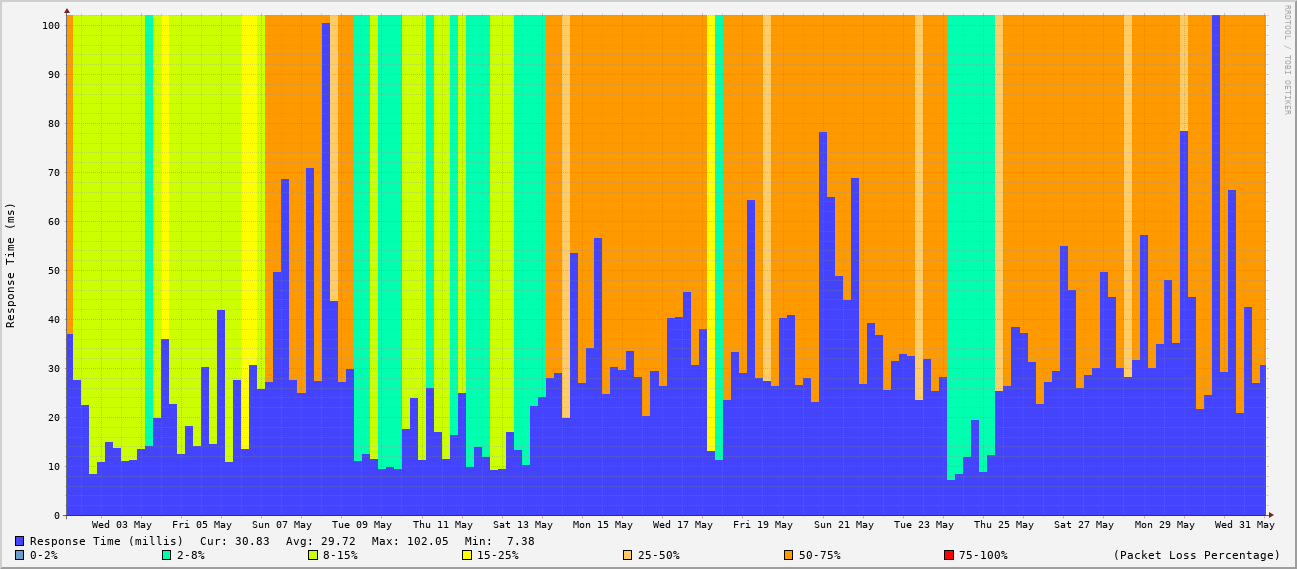 RRDTOOL / TOBI OETIKER
Response Time (ms)
100
90
80
70
60
50
40
30
20
10
0
Wed 03 May Fri 05 May Sun 07 May Tue 09 May Thu 11 May Sat 13 May Mon 15 May Wed 17 May Fri 19 May Sun 21 May Tue 23 May Thu 25 May Sat 27 May Mon 29 May Wed 31 May
Response Time (millis) Cur: 30.83 Avg: 29.72 Max: 102.05 Min: 7.38
0-2% 2-8% 8-15% 15-25% 25-50% 50-75% 75-100% (Packet Loss Percentage)